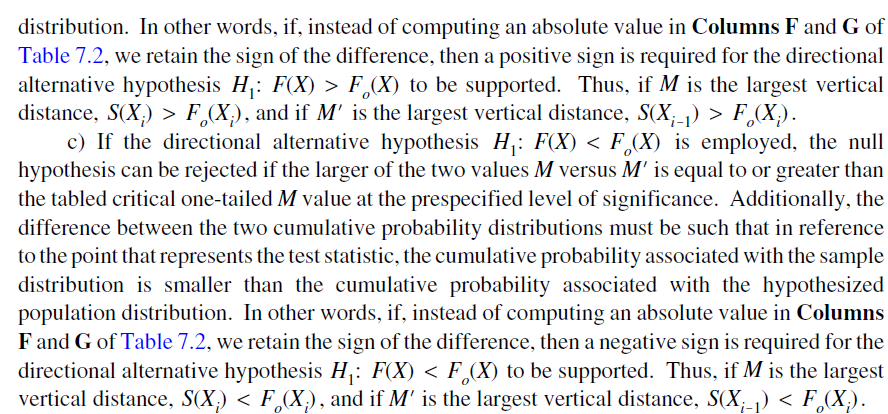 distribution. In other words, if, instead of computing an absolute value in Columns F and G of
Table 7.2, we retain the sign of the difference, then a positive sign is required for the directional
alternative hypothesis H₁: F(X) > Fₒ(X) to be supported. Thus, if M is the largest vertical
distance, S(Xᵢ) > Fₒ(Xᵢ), and if M′ is the largest vertical distance, S(Xᵢ₋₁) > Fₒ(Xᵢ).
c) If the directional alternative hypothesis H₁: F(X) < Fₒ(X) is employed, the null
hypothesis can be rejected if the larger of the two values M versus M′ is equal to or greater than
the tabled critical one-tailed M value at the prespecified level of significance. Additionally, the
difference between the two cumulative probability distributions must be such that in reference
to the point that represents the test statistic, the cumulative probability associated with the sample
distribution is smaller than the cumulative probability associated with the hypothesized
population distribution. In other words, if, instead of computing an absolute value in Columns
F and G of Table 7.2, we retain the sign of the difference, then a negative sign is required for the
directional alternative hypothesis H₁: F(X) < Fₒ(X) to be supported. Thus, if M is the largest
vertical distance, S(Xᵢ) < Fₒ(Xᵢ), and if M′ is the largest vertical distance, S(Xᵢ₋₁) < Fₒ(Xᵢ).